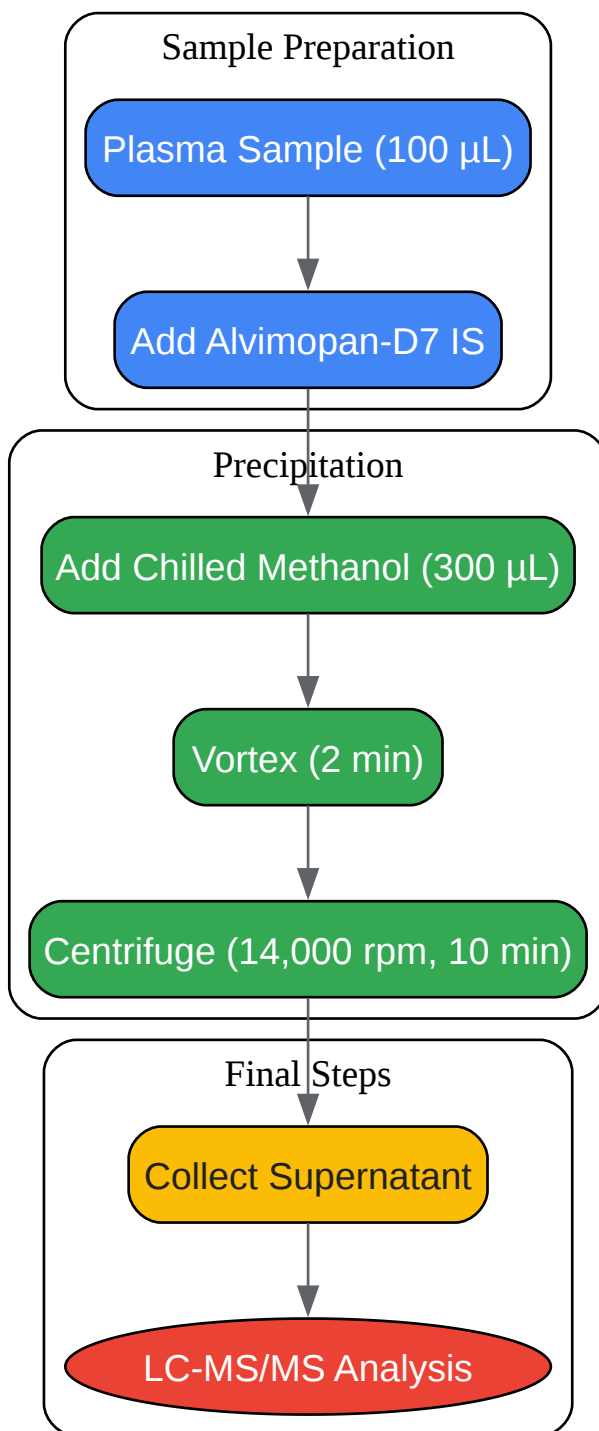 Sample Preparation
Plasma Sample (100 µL)
Add Alvimopan-D7 IS
Precipitation
Add Chilled Methanol (300 µL)
Vortex (2 min)
Centrifuge (14,000 rpm, 10 min)
Final Steps
Collect Supernatant
LC-MS/MS Analysis